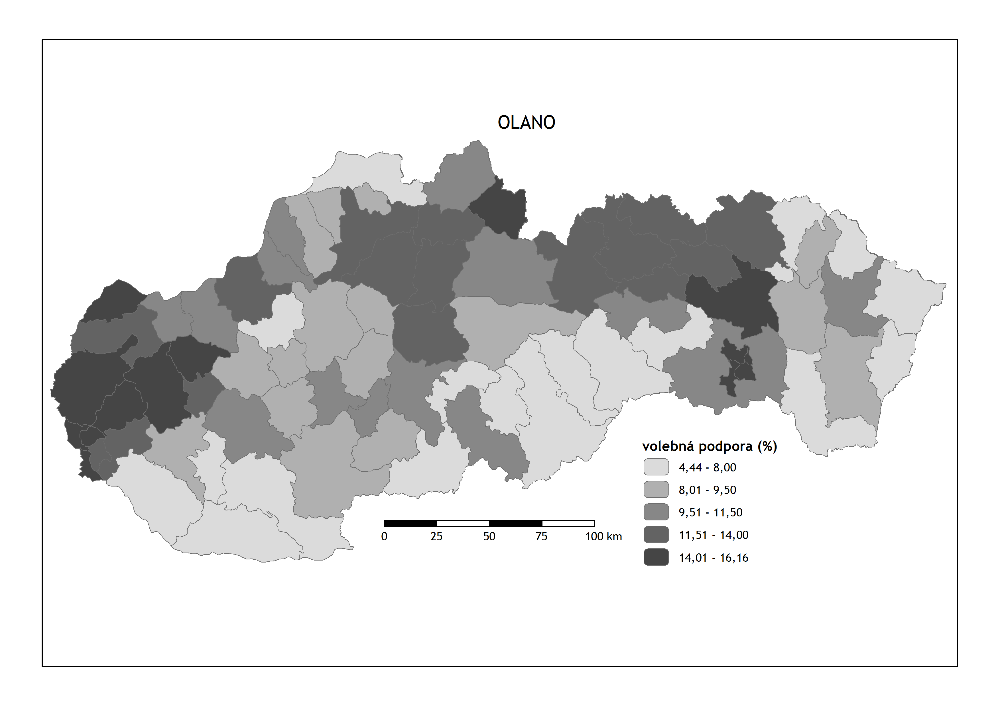 OLANO
volebná podpora (%)
4,44 - 8,00
8,01 - 9,50
9,51 - 11,50
11,51 - 14,00
14,01 - 16,16
0 25 50 75 100 km